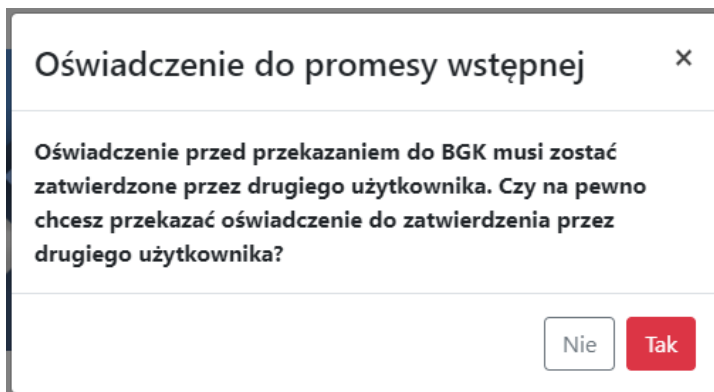 Oświadczenie do promesy wstępnej ×
Oświadczenie przed przekazaniem do BGK musi zostać
zatwierdzone przez drugiego użytkownika. Czy na pewno
chcesz przekazać oświadczenie do zatwierdzenia przez
drugiego użytkownika?
Nie Tak